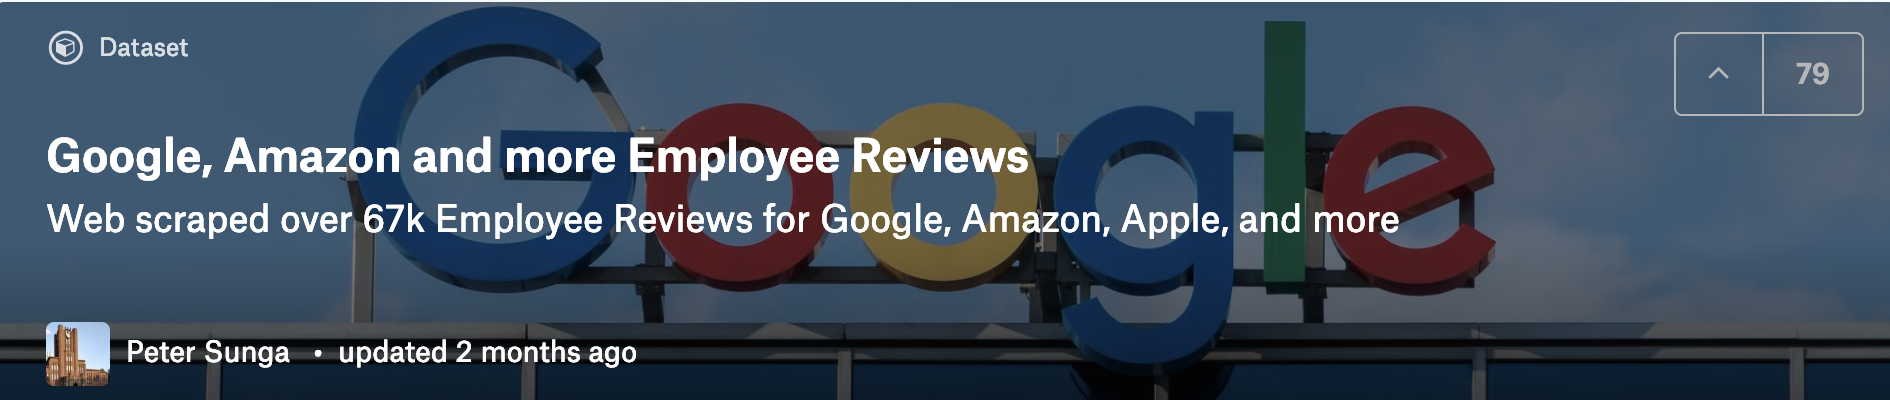 Dataset
79
Google
Google, Amazon and more Employee Reviews
Web scraped over 67k Employee Reviews for Google, Amazon, Apple, and more
Peter Sunga • updated 2 months ago